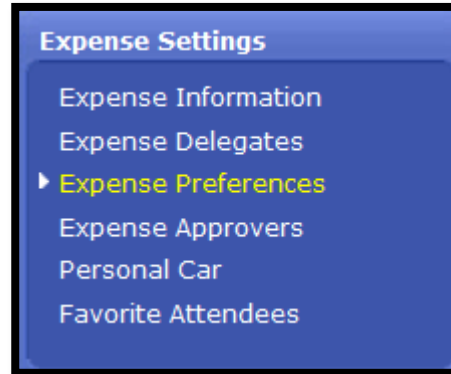 Expense Settings
Expense Information
Expense Delegates
Expense Preferences
Expense Approvers
Personal Car
Favorite Attendees